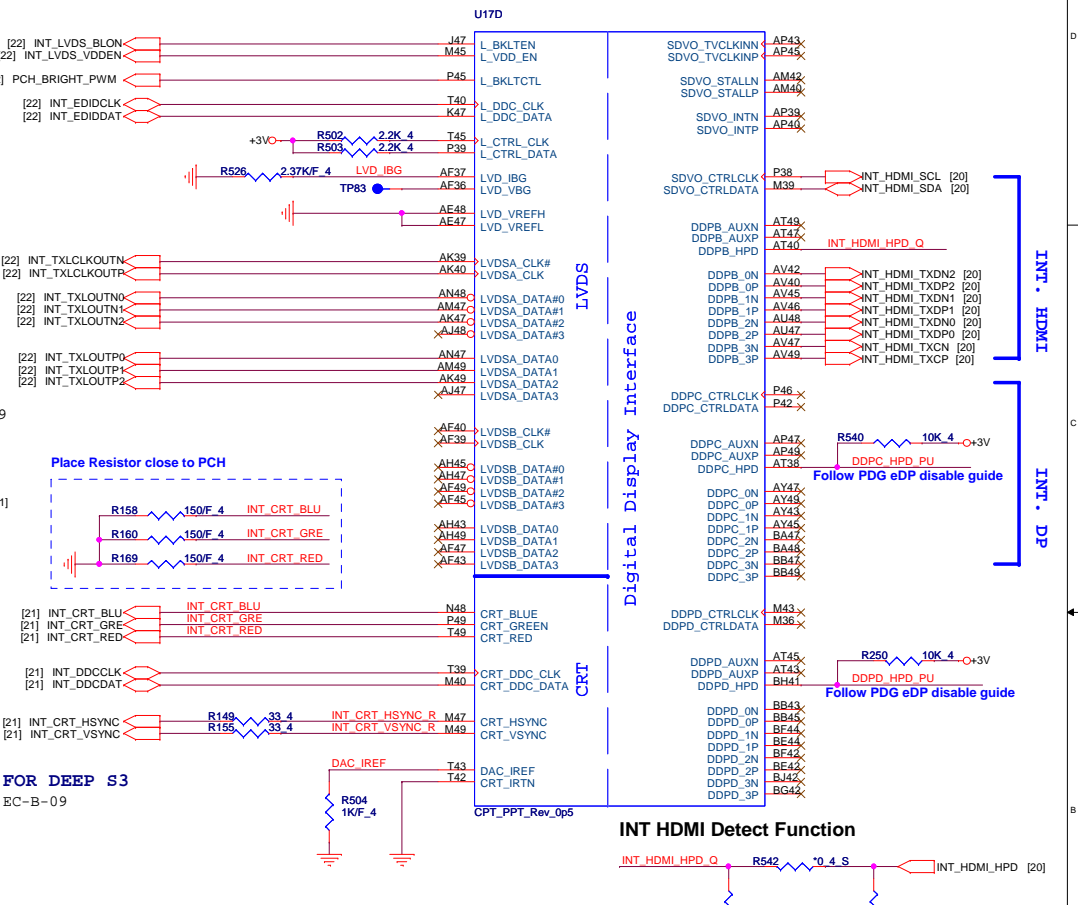 U17D
D
[22] INT_LVDS_BLON J47 L_BKLTEN
22] INT_LVDS_VDDEN M45 L_VDD_EN
] PCH_BRIGHT_PWM P45 L_BKLTCTL
[22] INT_EDIDCLK T40 L_DDC_CLK
[22] INT_EDIDDAT K47 L_DDC_DATA
+3V R502 2.2K_4 T45 L_CTRL_CLK
R503 2.2K_4 P39 L_CTRL_DATA
R526 2.37K/F_4 LVD_IBG AF37 LVD_IBG
TP83 AF36 LVD_VBG
AE48 LVD_VREFH
AE47 LVD_VREFL
[22] INT_TXLCLKOUTN AK39 LVDSA_CLK#
[22] INT_TXLCLKOUTP AK40 LVDSA_CLK
[22] INT_TXLOUTN0 AN48 LVDSA_DATA#0
[22] INT_TXLOUTN1 AM47 LVDSA_DATA#1
[22] INT_TXLOUTN2 AK47 LVDSA_DATA#2
AJ48 LVDSA_DATA#3
[22] INT_TXLOUTP0 AN47 LVDSA_DATA0
[22] INT_TXLOUTP1 AM49 LVDSA_DATA1
[22] INT_TXLOUTP2 AK49 LVDSA_DATA2
AJ47 LVDSA_DATA3
9
AF40 LVDSB_CLK#
AF39 LVDSB_CLK
AH45 LVDSB_DATA#0
AH47 LVDSB_DATA#1
AF49 LVDSB_DATA#2
AF45 LVDSB_DATA#3
AH43 LVDSB_DATA0
AH49 LVDSB_DATA1
AF47 LVDSB_DATA2
AF43 LVDSB_DATA3
Place Resistor close to PCH
1]
R158 150/F_4 INT_CRT_BLU
R160 150/F_4 INT_CRT_GRE
R169 150/F_4 INT_CRT_RED
[21] INT_CRT_BLU INT_CRT_BLU N48 CRT_BLUE
[21] INT_CRT_GRE INT_CRT_GRE P49 CRT_GREEN
[21] INT_CRT_RED INT_CRT_RED T49 CRT_RED
[21] INT_DDCCLK T39 CRT_DDC_CLK
[21] INT_DDCDAT M40 CRT_DDC_DATA
[21] INT_CRT_HSYNC R149 33_4 INT_CRT_HSYNC_R M47 CRT_HSYNC
[21] INT_CRT_VSYNC R155 33_4 INT_CRT_VSYNC_R M49 CRT_VSYNC
DAC_IREF T43 DAC_IREF
T42 CRT_IRTN
FOR DEEP S3
EC-B-09
R504
1K/F_4
LVDS
CRT
Digital Display Interface
SDVO_TVCLKINN AP43
SDVO_TVCLKINP AP45
SDVO_STALLN AM42
SDVO_STALLP AM40
SDVO_INTN AP39
SDVO_INTP AP40
SDVO_CTRLCLK P38 INT_HDMI_SCL [20]
SDVO_CTRLDATA M39 INT_HDMI_SDA [20]
DDPB_AUXN AT49
DDPB_AUXP AT47
DDPB_HPD AT40 INT_HDMI_HPD_Q
DDPB_0N AV42 INT_HDMI_TXDN2 [20]
DDPB_0P AV40 INT_HDMI_TXDP2 [20]
DDPB_1N AV45 INT_HDMI_TXDN1 [20]
DDPB_1P AV46 INT_HDMI_TXDP1 [20]
DDPB_2N AU48 INT_HDMI_TXDN0 [20]
DDPB_2P AU47 INT_HDMI_TXDP0 [20]
DDPB_3N AV47 INT_HDMI_TXCN [20]
DDPB_3P AV49 INT_HDMI_TXCP [20]
INT. HDMI
DDPC_CTRLCLK P46
DDPC_CTRLDATA P42
C
DDPC_AUXN AP47
DDPC_AUXP AP49
DDPC_HPD AT38 DDPC_HPD_PU
R540 10K_4 +3V
Follow PDG eDP disable guide
DDPC_0N AY47
DDPC_0P AY49
DDPC_1N AY43
DDPC_1P AY45
DDPC_2N BA47
DDPC_2P BA48
DDPC_3N BB47
DDPC_3P BB49
INT. DP
DDPD_CTRLCLK M43
DDPD_CTRLDATA M36
DDPD_AUXN AT45
DDPD_AUXP AT43
DDPD_HPD BH41 DDPD_HPD_PU
R250 10K_4 +3V
Follow PDG eDP disable guide
DDPD_0N BB43
DDPD_0P BB45
DDPD_1N BF44
DDPD_1P BE44
DDPD_2N BF42
DDPD_2P BE42
DDPD_3N BJ42
DDPD_3P BG42
B
CPT_PPT_Rev_0p5
INT HDMI Detect Function
INT_HDMI_HPD_Q R542 *0_4_S INT_HDMI_HPD [20]